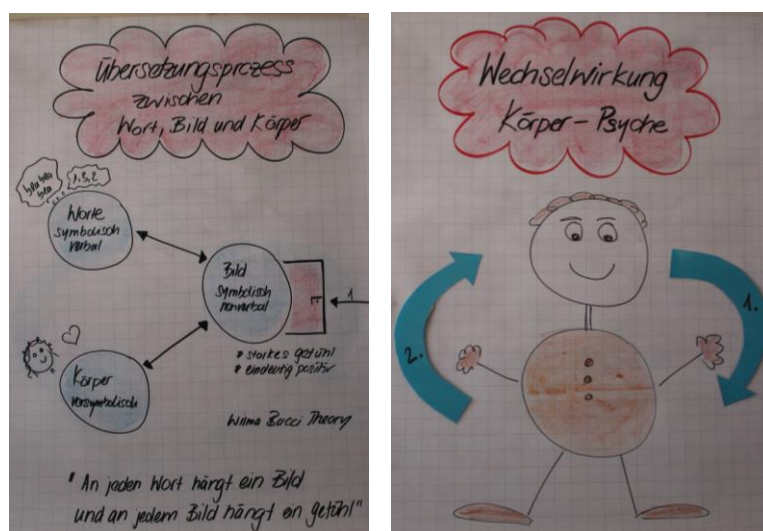 Übersetzungsprozess
zwischen
Wort, Bild und Körper
bla bla
bla
1, 3, 2
...
Worte
symbolisch
verbal
Bild
symbolisch
nonverbal
1.
* starkes gefühl
* eindeutig positiv
Körper
vorsymbolisch
Wilma Bucci Theory
"An jeden Wort hängt ein Bild
und an jedem Bild hängt ein gefühl"
Wechselwirkung
Körper - Psyche
1.
2.